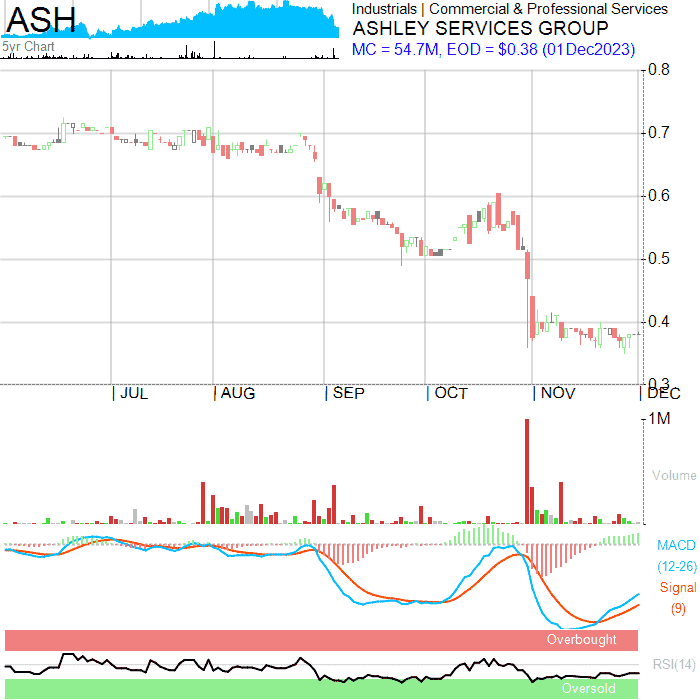 ASH
Industrials | Commercial & Professional Services
ASHLEY SERVICES GROUP
5yr Chart
MC = 54.7M, EOD = $0.38 (01Dec2023)
0.8
0.7
0.6
0.5
0.4
0.3
| JUL | AUG | SEP | OCT | NOV | DEC
1M
Volume
MACD
(12-26)
Signal
(9)
Overbought
RSI(14)
Oversold